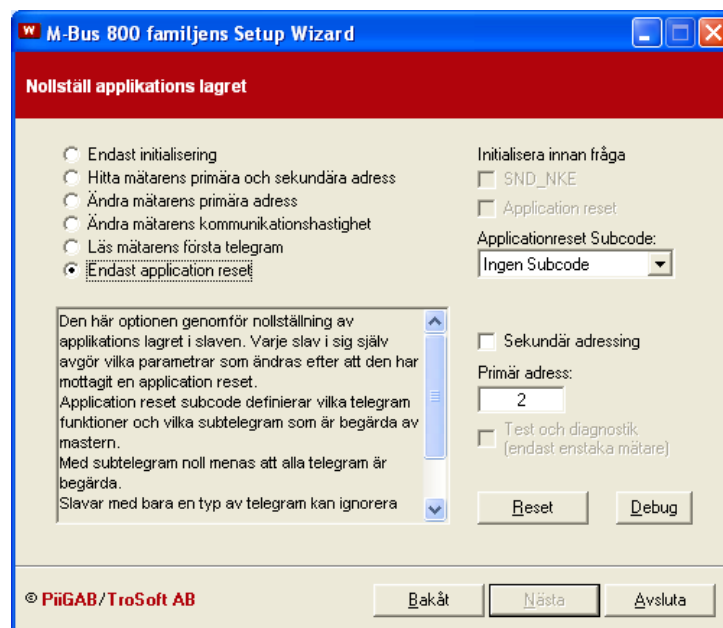 W M-Bus 800 familjens Setup Wizard
Nollställ applikations lagret
Endast initialisering
Hitta mätarens primära och sekundära adress
Ändra mätarens primära adress
Ändra mätarens kommunikationshastighet
Läs mätarens första telegram
Endast application reset
Initialisera innan fråga
SND_NKE
Application reset
Applicationreset Subcode:
Ingen Subcode
Den här optionen genomför nollställning av
applikations lagret i slaven. Varje slav i sig själv
avgör vilka parametrar som ändras efter att den har
mottagit en application reset.
Application reset subcode definierar vilka telegram
funktioner och vilka subtelegram som är begärda av
mastern.
Med subtelegram noll menas att alla telegram är
begärda.
Slavar med bara en typ av telegram kan ignorera
Sekundär adressing
Primär adress:
2
Test och diagnostik
(endast enstaka mätare)
Reset
Debug
© PiiGAB/TroSoft AB
Bakåt
Nästa
Avsluta